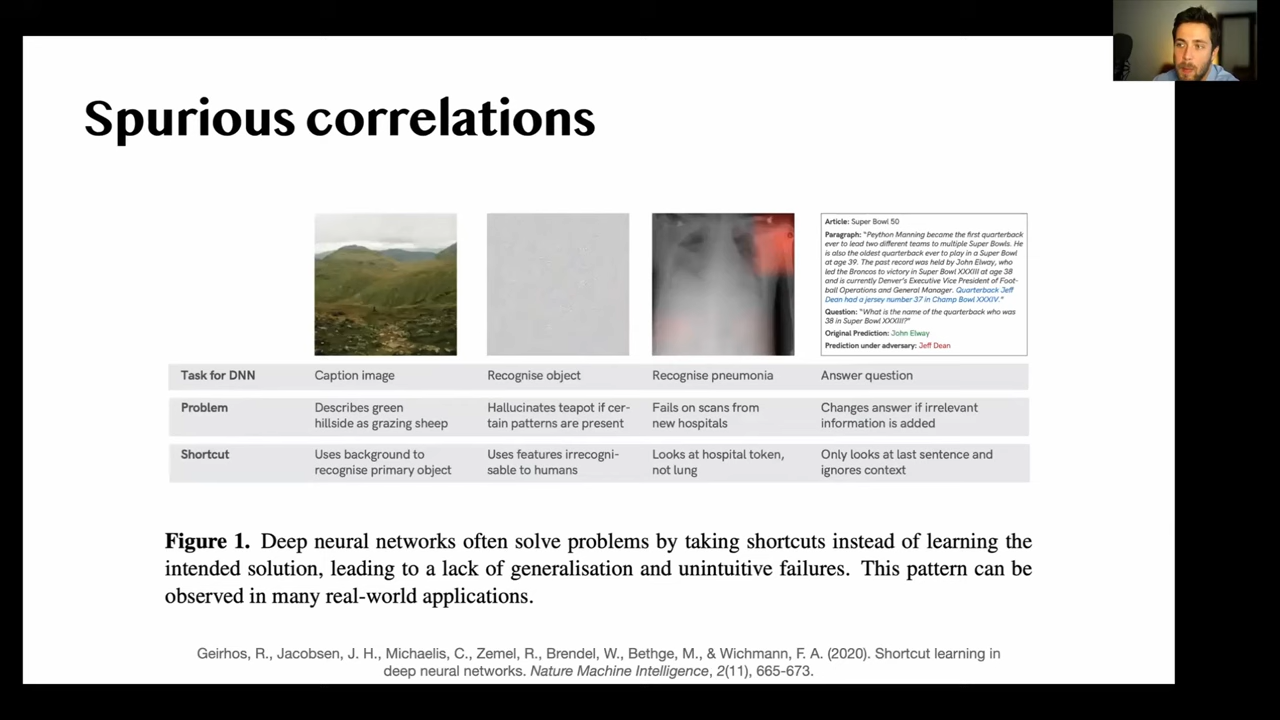 Spurious correlations
Article: Super Bowl 50
Paragraph: "Peython Manning became the first quarterback
ever to lead two different teams to multiple Super Bowls. He
is also the oldest quarterback ever to play in a Super Bowl
at age 39. The past record was held by John Elway, who
led the Broncos to victory in Super Bowl XXXIII at age 38
and is currently Denver's Executive Vice President of Foot-
ball Operations and General Manager. Quarterback Jeff
Dean had a jersey number 37 in Champ Bowl XXXIV."
Question: "What is the name of the quarterback who was
38 in Super Bowl XXXIII?"
Original Prediction: John Elway
Prediction under adversary: Jeff Dean
Task for DNN Caption image Recognise object Recognise pneumonia Answer question
Problem Describes green Hallucinates teapot if cer- Fails on scans from Changes answer if irrelevant
hillside as grazing sheep tain patterns are present new hospitals information is added
Shortcut Uses background to Uses features irrecogni- Looks at hospital token, Only looks at last sentence and
recognise primary object sable to humans not lung ignores context
Figure 1. Deep neural networks often solve problems by taking shortcuts instead of learning the
intended solution, leading to a lack of generalisation and unintuitive failures. This pattern can be
observed in many real-world applications.
Geirhos, R., Jacobsen, J. H., Michaelis, C., Zemel, R., Brendel, W., Bethge, M., & Wichmann, F. A. (2020). Shortcut learning in
deep neural networks. Nature Machine Intelligence, 2(11), 665-673.